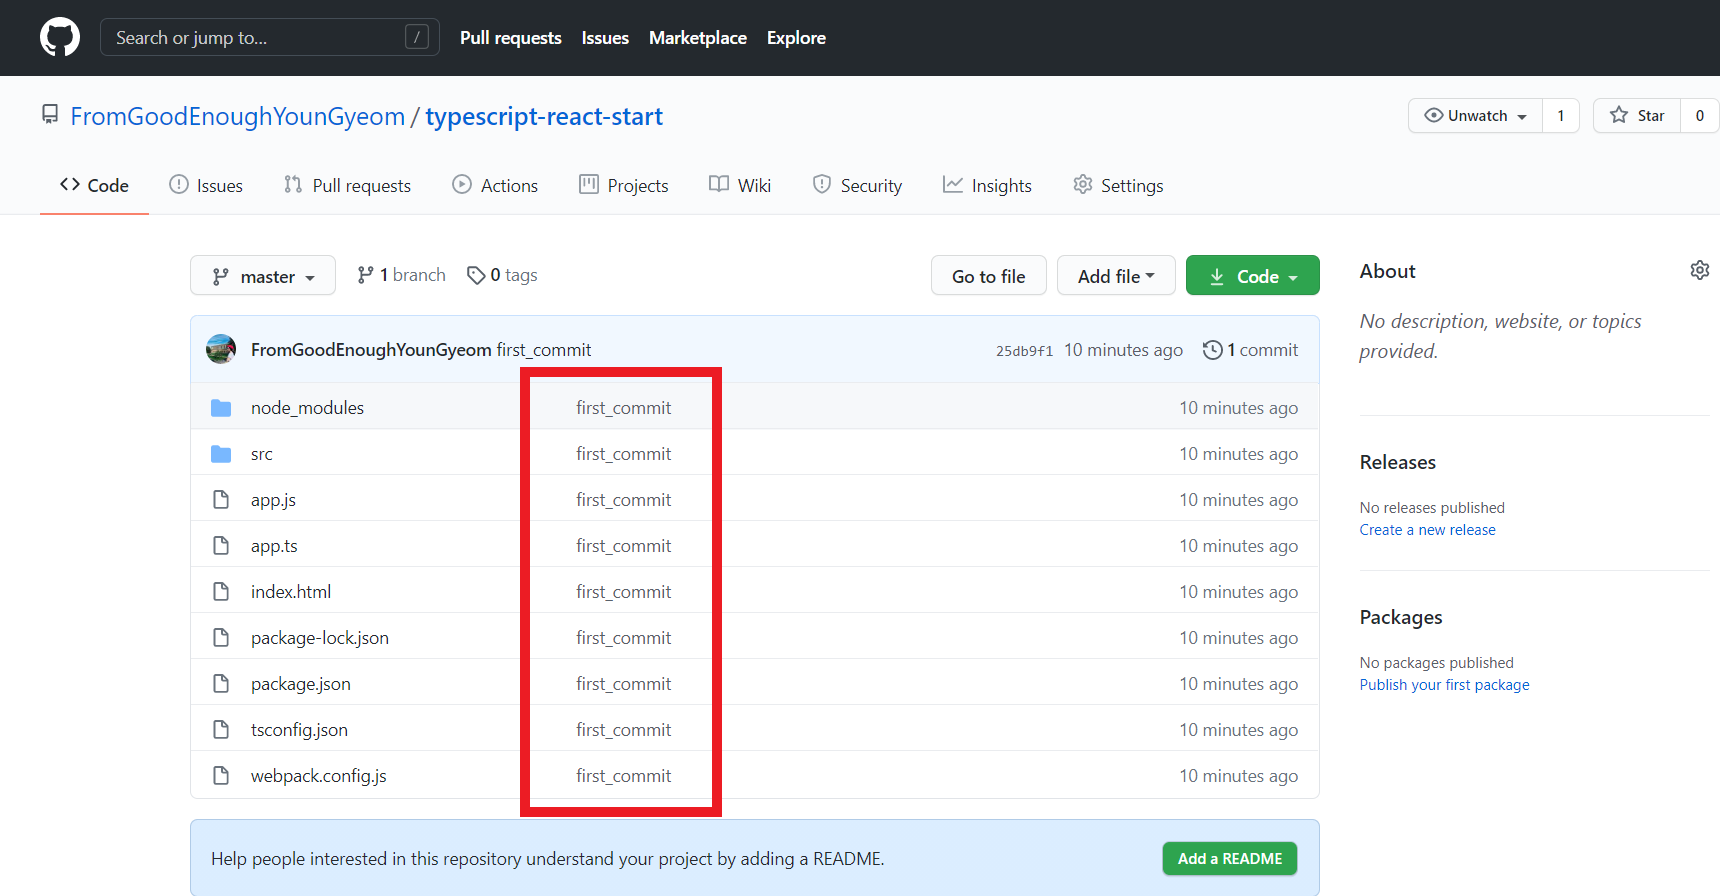 Search or jump to... /
Pull requests Issues Marketplace Explore
FromGoodEnoughYounGyeom / typescript-react-start
Unwatch 1 Star 0
Code Issues Pull requests Actions Projects Wiki Security Insights Settings
master 1 branch 0 tags Go to file Add file Code
FromGoodEnoughYounGyeom first_commit 25db9f1 10 minutes ago 1 commit
node_modules first_commit 10 minutes ago
src first_commit 10 minutes ago
app.js first_commit 10 minutes ago
app.ts first_commit 10 minutes ago
index.html first_commit 10 minutes ago
package-lock.json first_commit 10 minutes ago
package.json first_commit 10 minutes ago
tsconfig.json first_commit 10 minutes ago
webpack.config.js first_commit 10 minutes ago
Help people interested in this repository understand your project by adding a README. Add a README
About
No description, website, or topics
provided.
Releases
No releases published
Create a new release
Packages
No packages published
Publish your first package